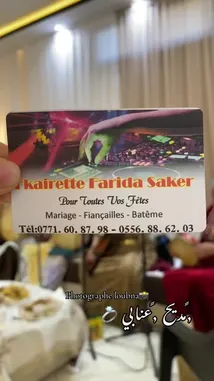 kairette Farida Saker
Pour Toutes Vos Fêtes
Mariage - Fiançailles - Batême
Tél:0771. 60. 87. 98 - 0556. 88. 62. 03
Photographe loubna
مديح و عنابي